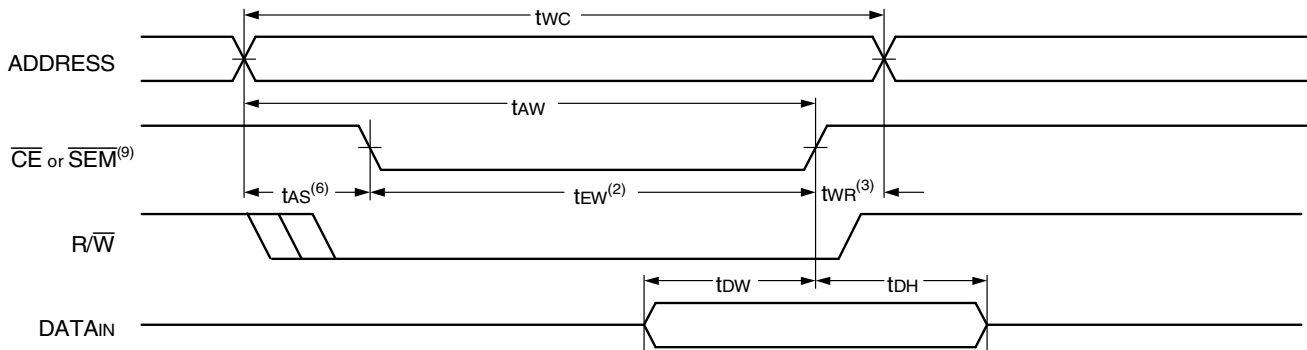 tWC
ADDRESS
tAW
CE or SEM(9)
tAS(6) tEW(2) tWR(3)
R/W
tDW tDH
DATAIN